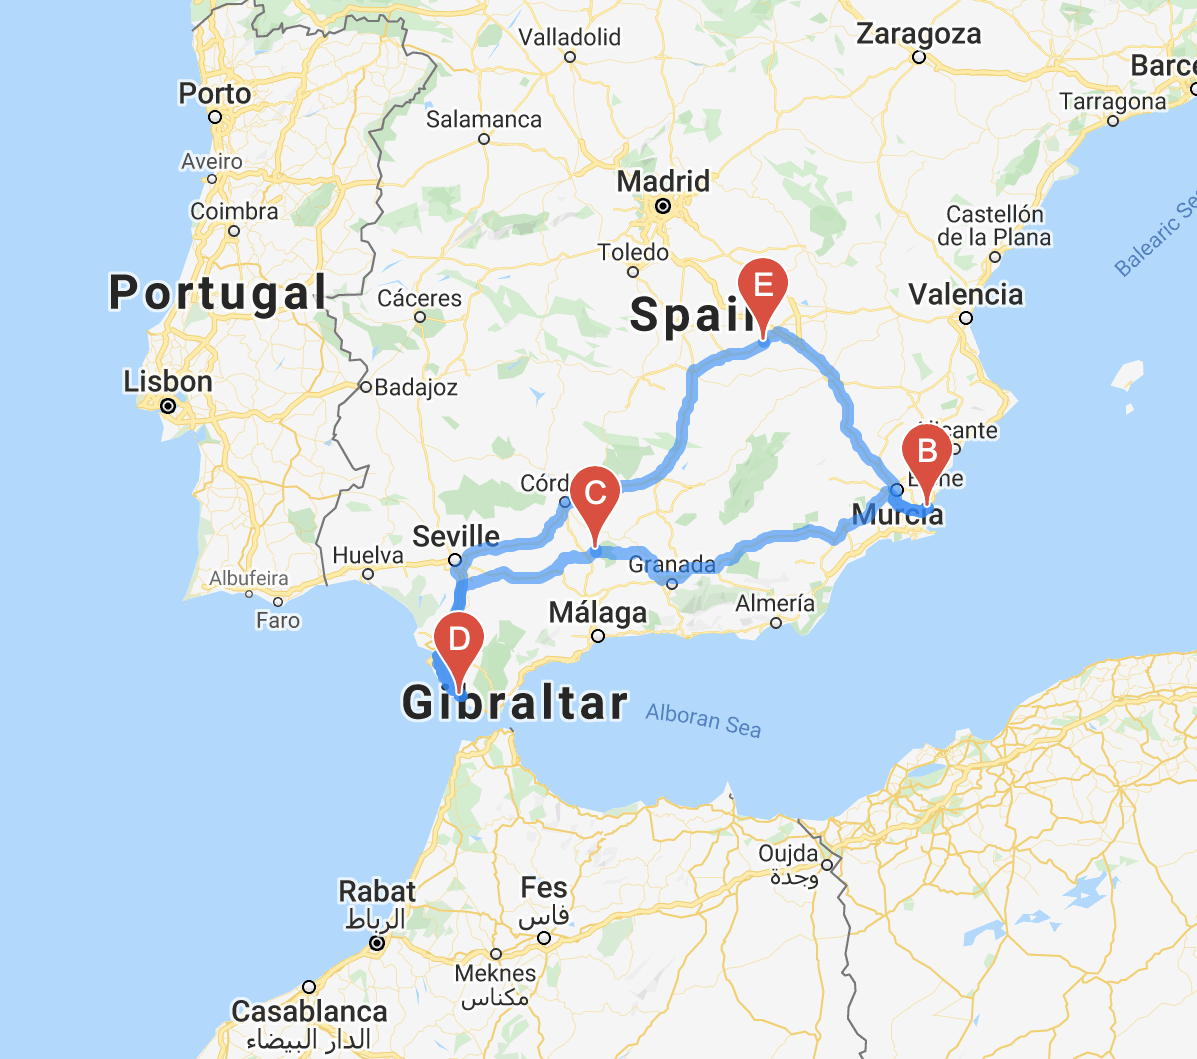 Valladolid
Zaragoza
Barce
Porto
Tarragona
Salamanca
Aveiro
Madrid
Coimbra
Castellón
de la Plana
Balearic Sea
Toledo
E
Portugal
Cáceres
Spain
Valencia
Lisbon
Badajoz
Alicante
B
Córd
C
Murcia
Seville
Huelva
Granada
Albufeira
Faro
Málaga
Almería
D
Gibraltar
Alboran Sea
Oujda
وجدة
Rabat
الرباط
Fes
فاس
Meknes
مكناس
Casablanca
الدار البيضاء